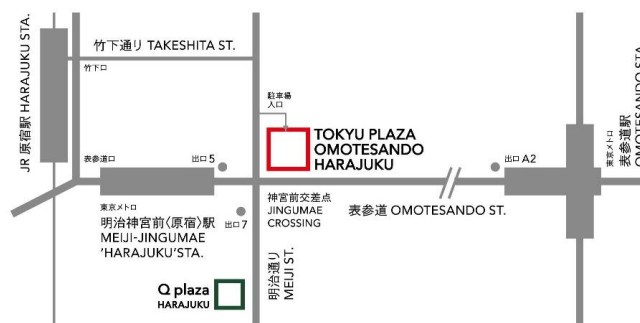 JR 原宿駅 HARAJUKU STA.
竹下通り TAKESHITA ST.
竹下口
駐車場
入口
TOKYU PLAZA
OMOTESANDO
HARAJUKU
表参道口
出口 5
出口 A2
東京メトロ
表参道駅
OMOTESANDO STA.
東京メトロ
明治神宮前〈原宿〉駅
MEIJI-JINGUMAE
'HARAJUKU'STA.
出口 7
神宮前交差点
JINGUMAE
CROSSING
表参道 OMOTESANDO ST.
明治通り
MEIJI ST.
Q plaza
HARAJUKU